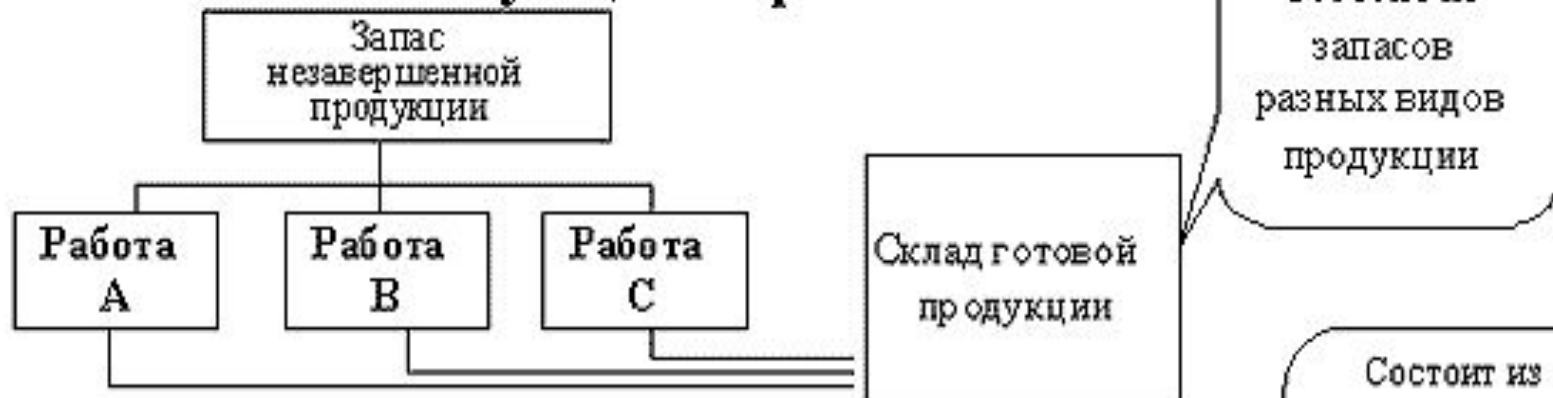 Запас
незавершенной
продукции
Работа
A
Работа
B
Работа
C
Склад готовой
продукции
запасов
разных видов
продукции
Состоит из